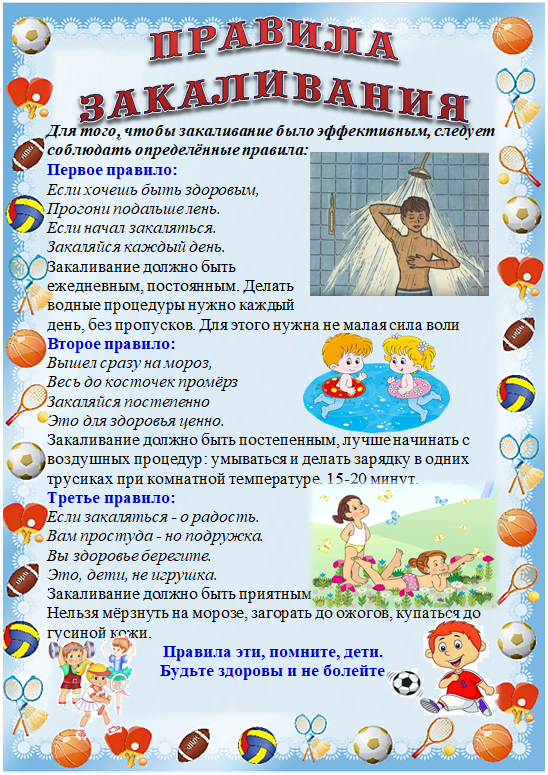 ПРАВИЛА
ЗАКАЛИВАНИЯ
Для того, чтобы закаливание было эффективным, следует
соблюдать определённые правила:
Первое правило:
Если хочешь быть здоровым,
Прогони подальше лень.
Если начал закаляться.
Закаляйся каждый день.
Закаливание должно быть
ежедневным, постоянным. Делать
водные процедуры нужно каждый
день, без пропусков. Для этого нужна не малая сила воли
Второе правило:
Вышел сразу на мороз,
Весь до косточек промёрз
Закаляйся постепенно
Это для здоровья ценно.
Закаливание должно быть постепенным, лучше начинать с
воздушных процедур: умываться и делать зарядку в одних
трусиках при комнатной температуре. 15-20 минут.
Третье правило:
Если закаляться - о радость.
Вам простуда - но подружка.
Вы здоровье берегите.
Это, дети, не игрушка.
Закаливание должно быть приятным
Нельзя мёрзнуть на морозе, загорать до ожогов, купаться до
гусиной кожи.
Правила эти, помните, дети.
Будьте здоровы и не болейте